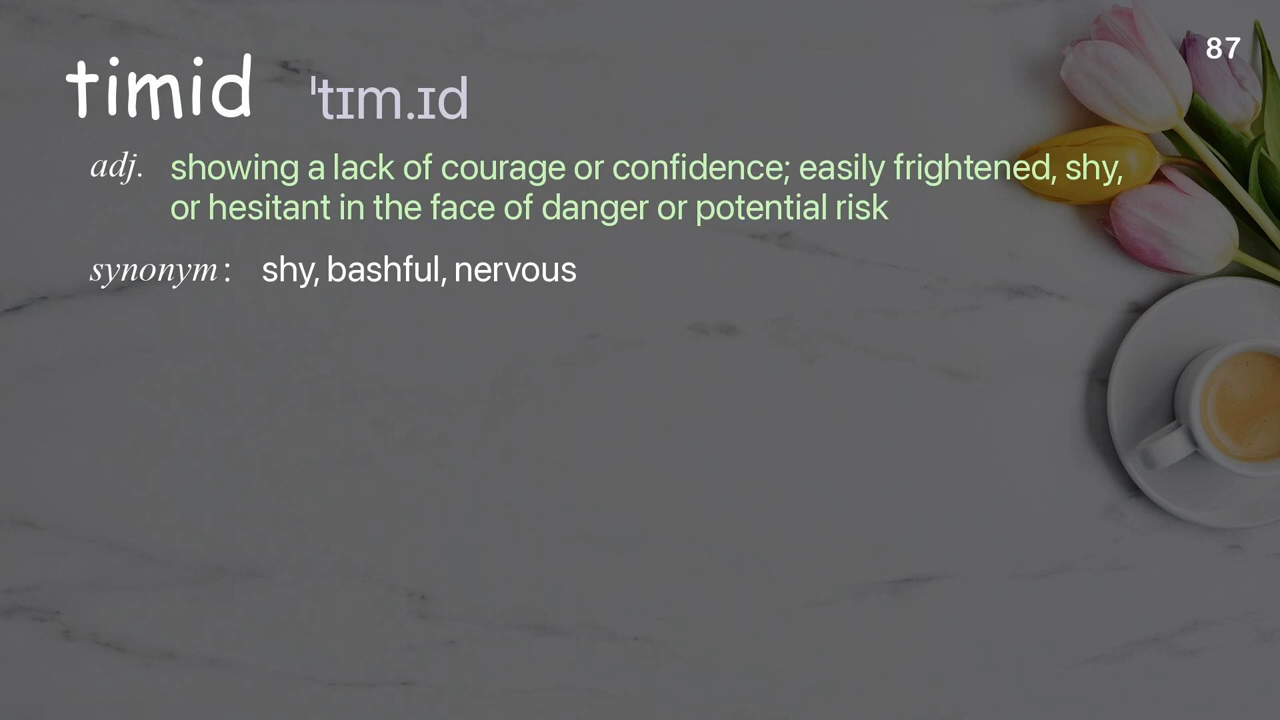 87
timid ˈtɪm.ɪd
adj. showing a lack of courage or confidence; easily frightened, shy,
or hesitant in the face of danger or potential risk
synonym: shy, bashful, nervous